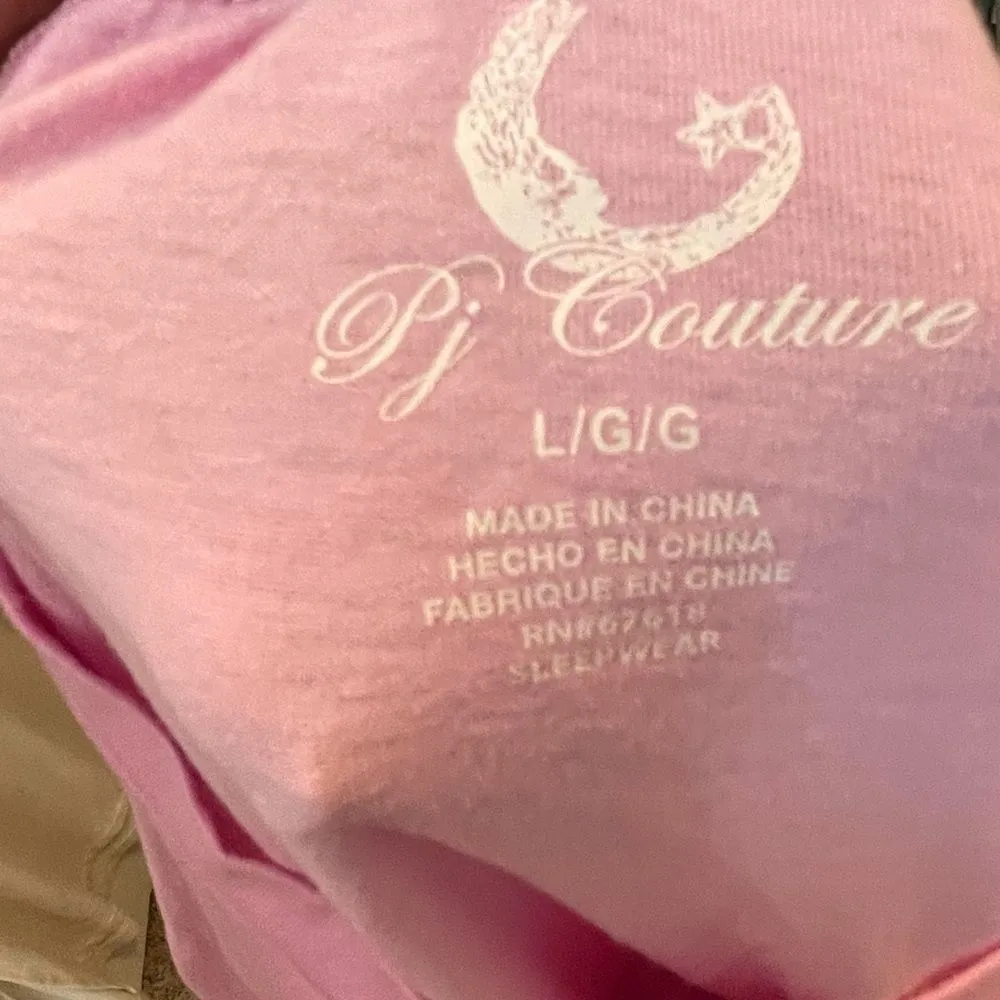 Pj Couture
L/G/G
MADE IN CHINA
HECHO EN CHINA
FABRIQUE EN CHINE
RN#67618
SLEEPWEAR